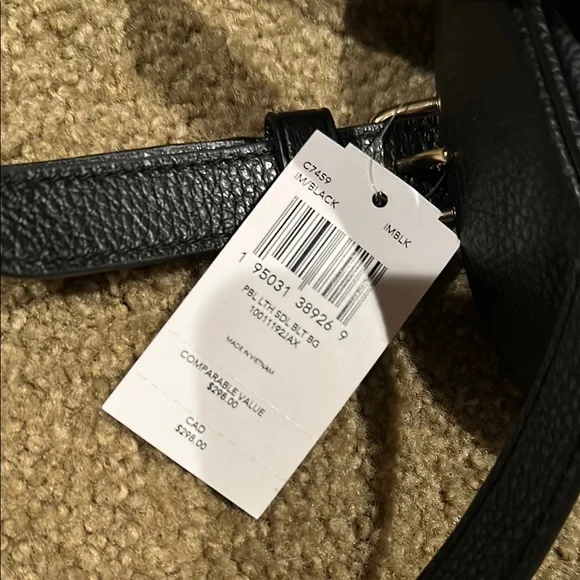 C7459
IM/BLACK
IMBLK
1 95031 38926 9
PBL LTH SDL BLT BG
10011192JAX
MADE IN VIETNAM
COMPARABLE VALUE
$298.00
CAD
$298.00